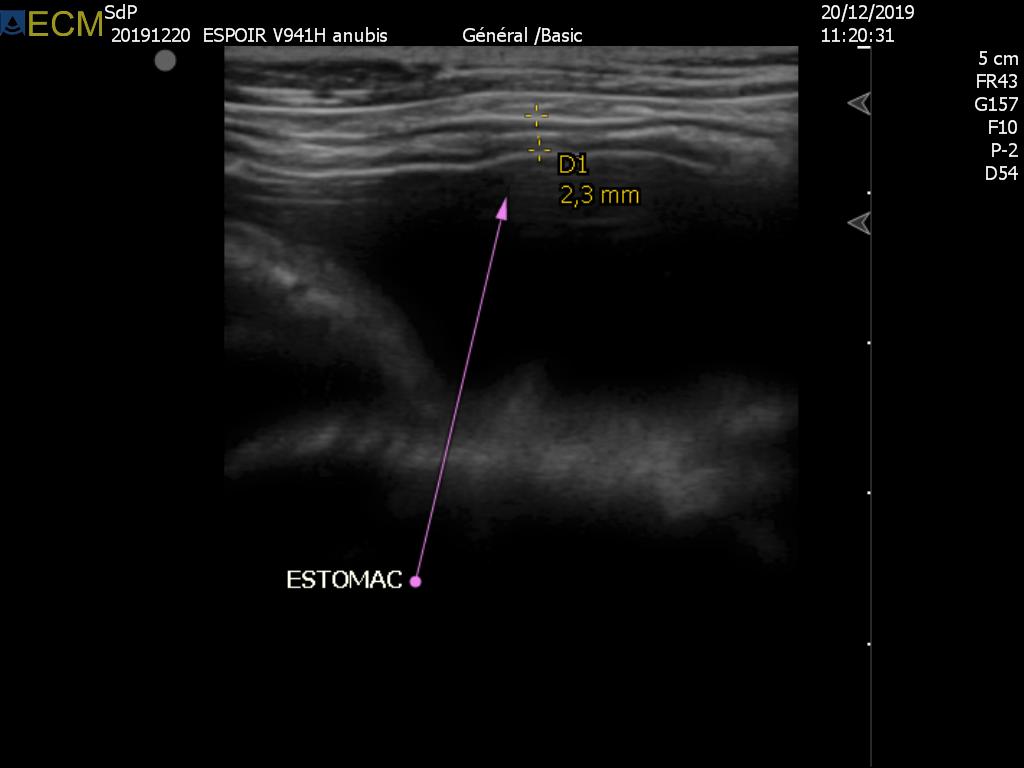 ECM
SdP
20191220 ESPOIR V941H anubis
Général /Basic
20/12/2019
11:20:31
5 cm
FR43
G157
F10
P-2
D54
D1
2,3 mm
ESTOMAC